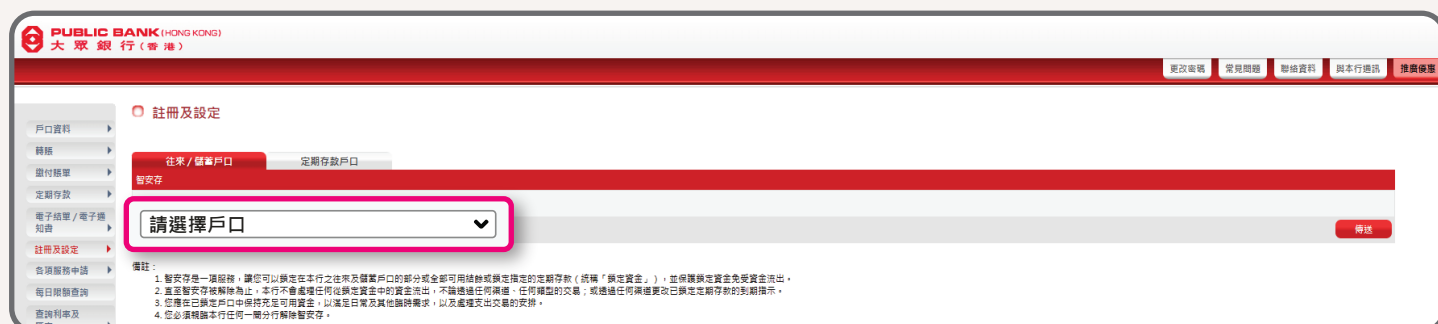 PUBLIC BANK (HONG KONG)
大眾銀行(香港)
更改密碼 常見問題 聯絡資料 與本行通訊 推廣優惠
註冊及設定
戶口資料
轉賬
繳付賬單
定期存款
電子結單/電子通
知書
註冊及設定
各項服務申請
每日限額查詢
查詢利率及
往來/儲蓄戶口 定期存款戶口
智安存
請選擇戶口
傳送
備註:
1. 智安存是一項服務,讓您可以鎖定在本行之往來及儲蓄戶口的部分或全部可用結餘或鎖定指定的定期存款(統稱「鎖定資金」),並保護鎖定資金免受資金流出。
2. 直至智安存被解除為止,本行不會處理任何從鎖定資金中的資金流出,不論透過任何渠道、任何類型的交易;或透過任何渠道更改已鎖定定期存款的到期指示。
3. 您應在已鎖定戶口中保持充足可用資金,以滿足日常及其他臨時需求,以及處理支出交易的安排。
4. 您必須親臨本行任何一間分行解除智安存。